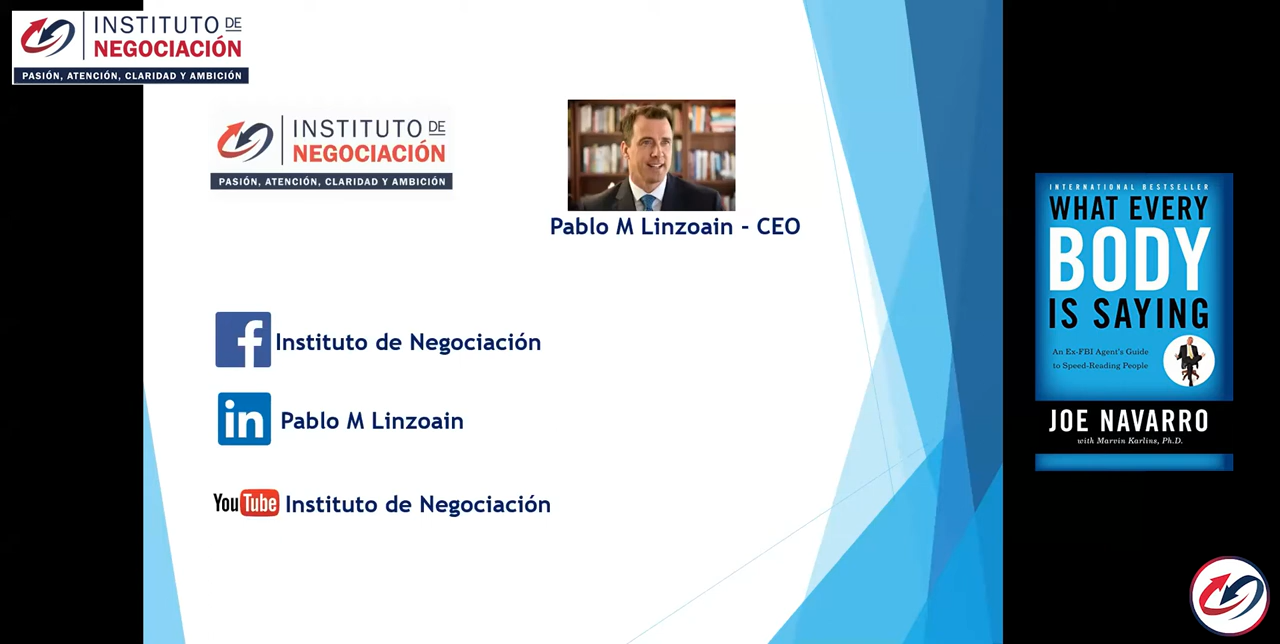 INSTITUTO DE
NEGOCIACIÓN
PASIÓN, ATENCIÓN, CLARIDAD Y AMBICIÓN
INSTITUTO DE
NEGOCIACIÓN
PASIÓN, ATENCIÓN, CLARIDAD Y AMBICIÓN
Pablo M Linzoain - CEO
f Instituto de Negociación
in Pablo M Linzoain
YouTube Instituto de Negociación
INTERNATIONAL BESTSELLER
WHAT EVERY
BODY
IS SAYING
An Ex-FBI Agent's Guide
to Speed-Reading People
JOE NAVARRO
with Marvin Karlins, Ph.D.